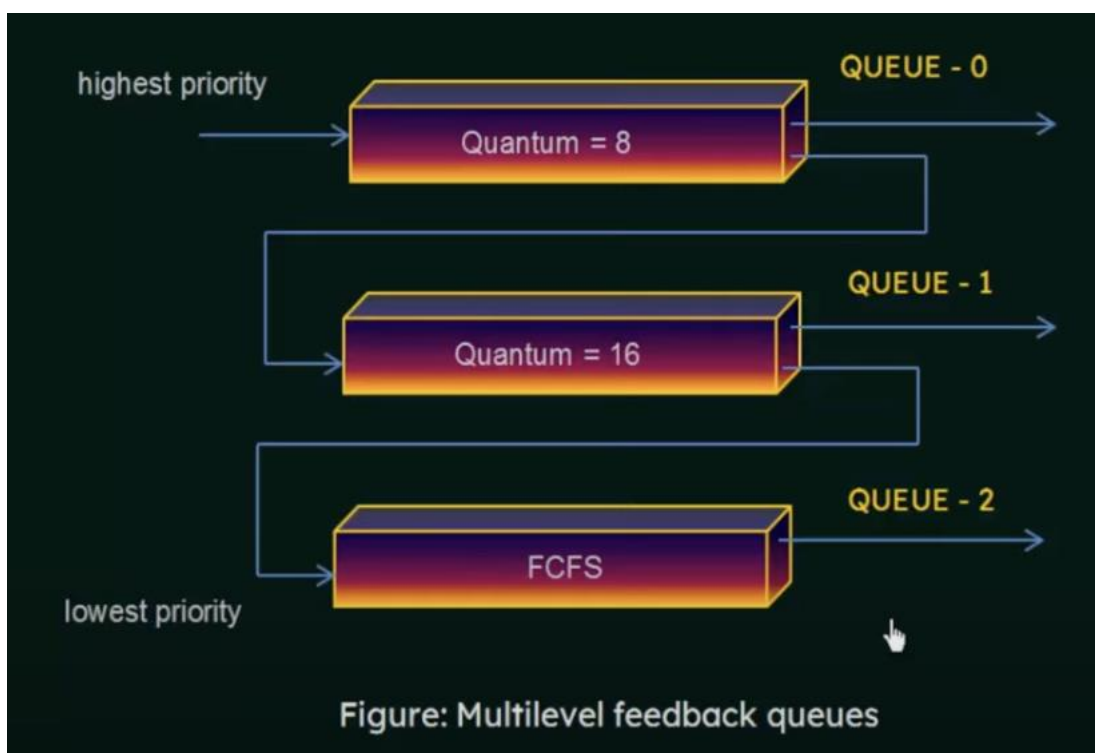 QUEUE - 0
highest priority
Quantum = 8
QUEUE - 1
Quantum = 16
QUEUE - 2
FCFS
lowest priority
Figure: Multilevel feedback queues